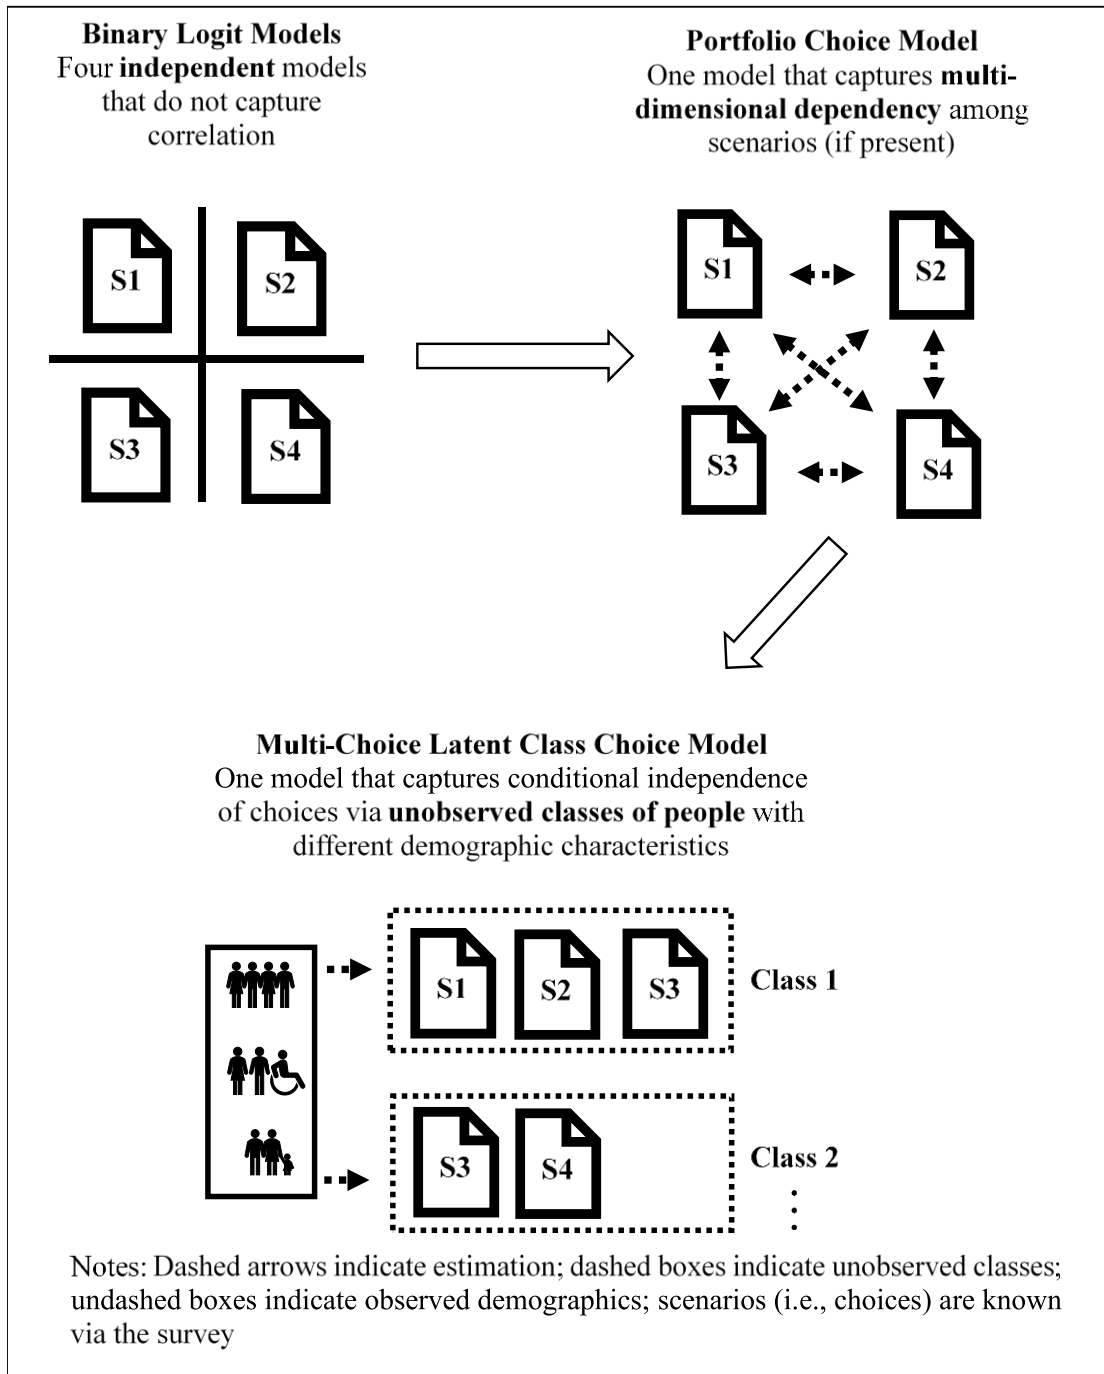 Binary Logit Models
Four independent models
that do not capture
correlation
Portfolio Choice Model
One model that captures multi-
dimensional dependency among
scenarios (if present)
S1
S2
S3
S4
S1
S2
S3
S4
Multi-Choice Latent Class Choice Model
One model that captures conditional independence
of choices via unobserved classes of people with
different demographic characteristics
S1
S2
S3
Class 1
S3
S4
Class 2
Notes: Dashed arrows indicate estimation; dashed boxes indicate unobserved classes;
undashed boxes indicate observed demographics; scenarios (i.e., choices) are known
via the survey